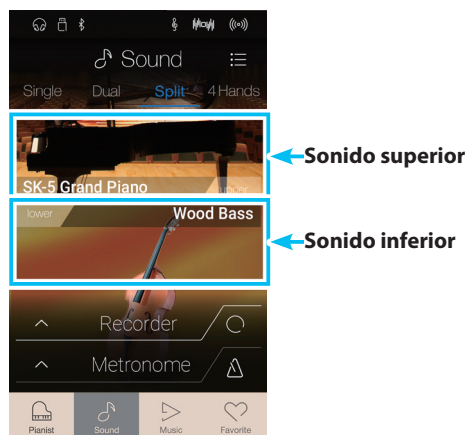 Sound
Single Dual Split 4 Hands
SK-5 Grand Piano upper
Sonido superior
lower Wood Bass
Sonido inferior
Recorder
Metronome
Pianist Sound Music Favorite